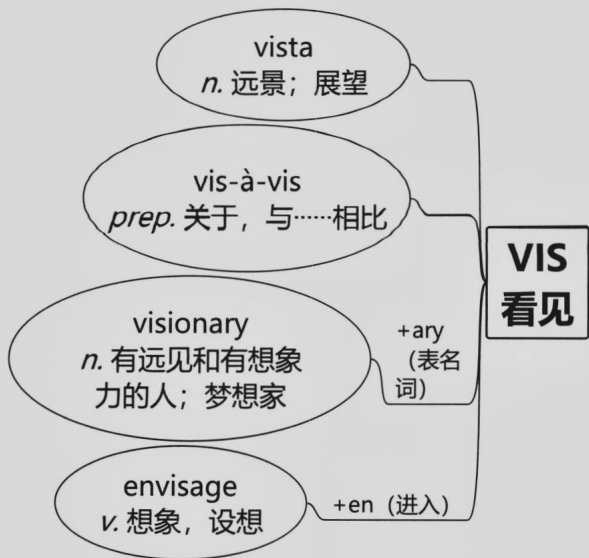 vista
n. 远景；展望
vis-à-vis
prep. 关于，与……相比
VIS
看见
visionary
n. 有远见和有想象
力的人；梦想家
+ary
（表名
词）
envisage
v. 想象，设想
+en（进入）